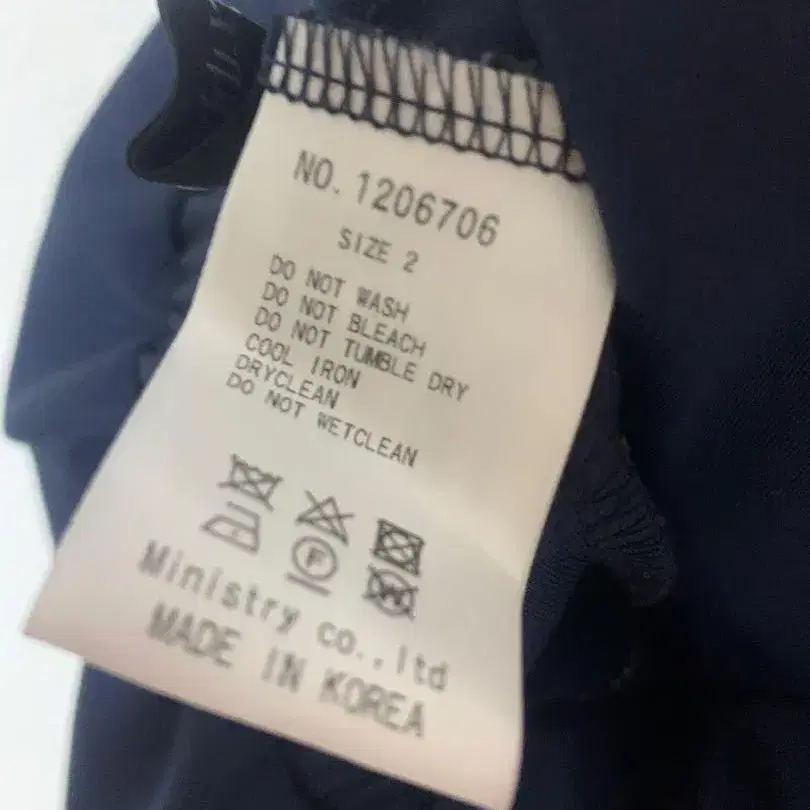 NO. 1206706
SIZE 2
DO NOT WASH
DO NOT BLEACH
DO NOT TUMBLE DRY
COOL IRON
DRYCLEAN
DO NOT WETCLEAN
F
W
Ministry co.,ltd
MADE IN KOREA